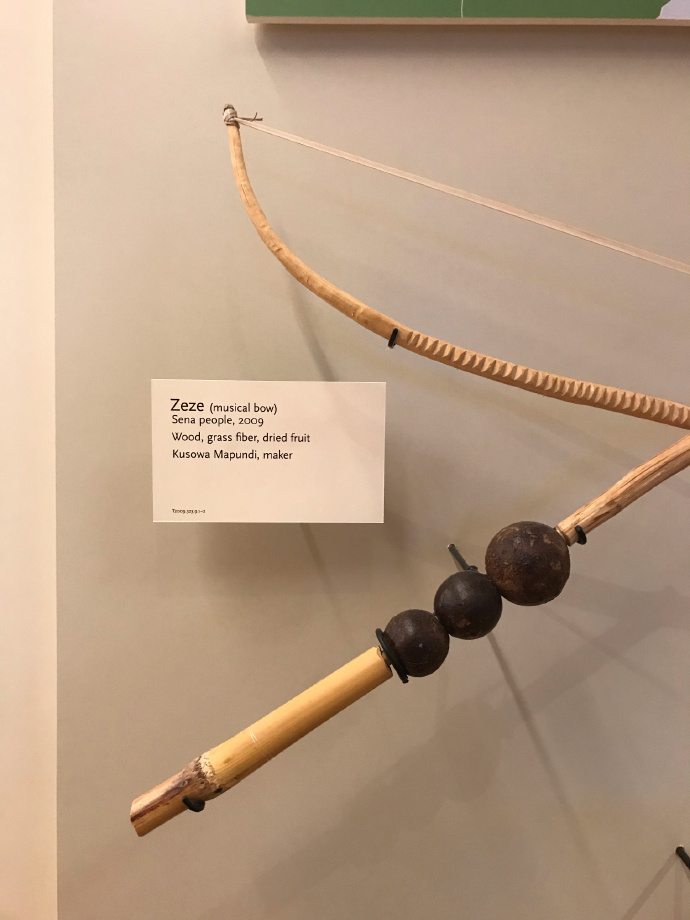 Zeze (musical bow)
Sena people, 2009
Wood, grass fiber, dried fruit
Kusowa Mapundi, maker